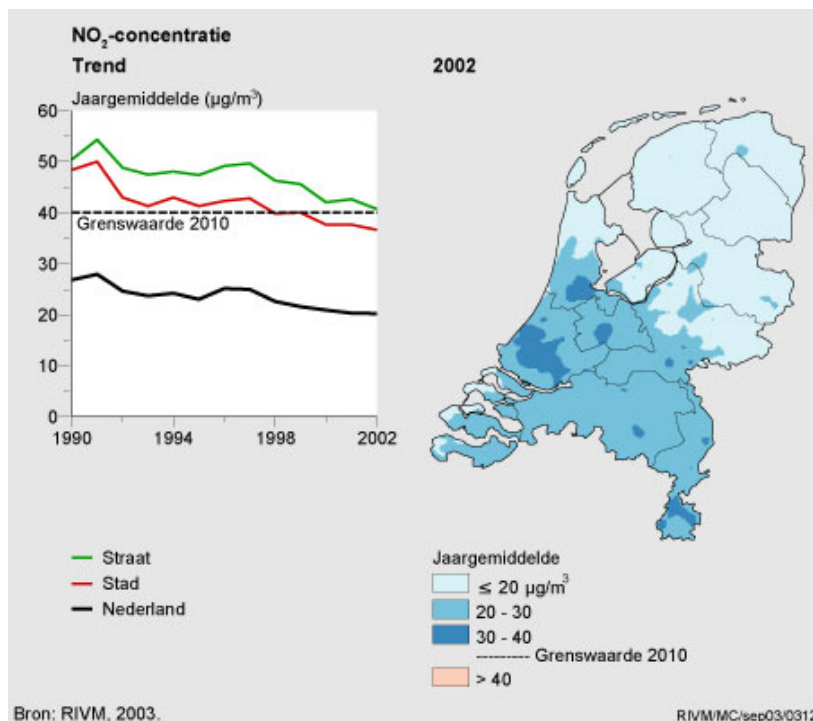 NO₂-concentratie
Trend
2002
Jaargemiddelde (µg/m³)
60
50
40
30
20
10
0
Grenswaarde 2010
1990
1994
1998
2002
Straat
Stad
Nederland
Jaargemiddelde
≤ 20 µg/m³
20 - 30
30 - 40
Grenswaarde 2010
> 40
Bron: RIVM, 2003.
RIVM/MC/sep03/0312